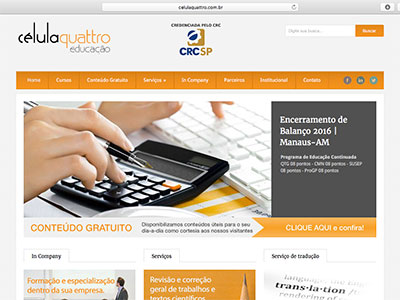 celulaquattro.com.br
célulaquattro
educação
CREDENCIADA PELO CRC
CRCSP
Buscar
Home Cursos Conteúdo Gratuito Serviços In Company Parceiros Institucional Contato
Encerramento de
Balanço 2016 |
Manaus-AM
Programa de Educação Continuada
QTG 08 pontos - CMN 08 pontos - SUSEP
08 pontos - ProGP 08 pontos
CONTEÚDO GRATUITO
Disponibilizamos conteúdos úteis para o seu
dia-a-dia como cortesia aos nossos visitantes
CLIQUE AQUI e confira!
In Company
Serviços
Serviço de tradução
Formação e especialização
dentro da sua empresa.
Revisão e correção
geral de trabalhos e
textos científicos
language
trans·la·tion
rendering of